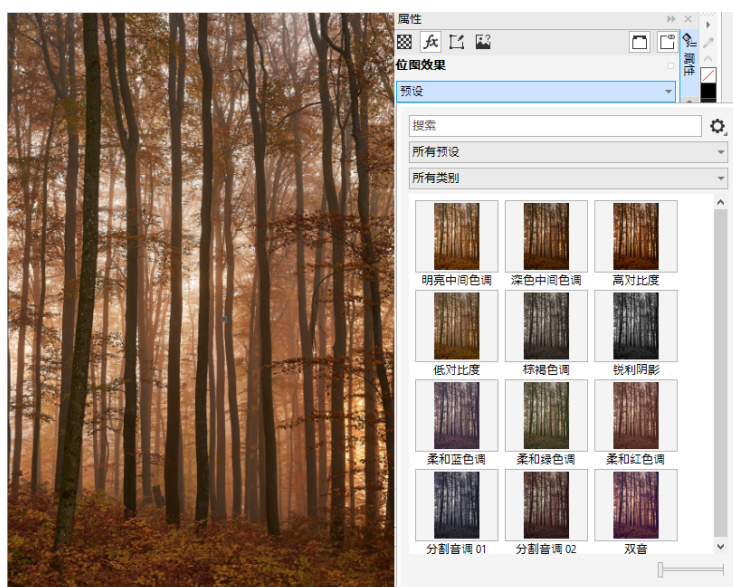 属性
位图效果
属性
预设
搜索
所有预设
所有类别
明亮中间色调 深色中间色调 高对比度
低对比度 棕褐色调 锐利阴影
柔和蓝色调 柔和绿色调 柔和红色调
分割音调 01 分割音调 02 双音